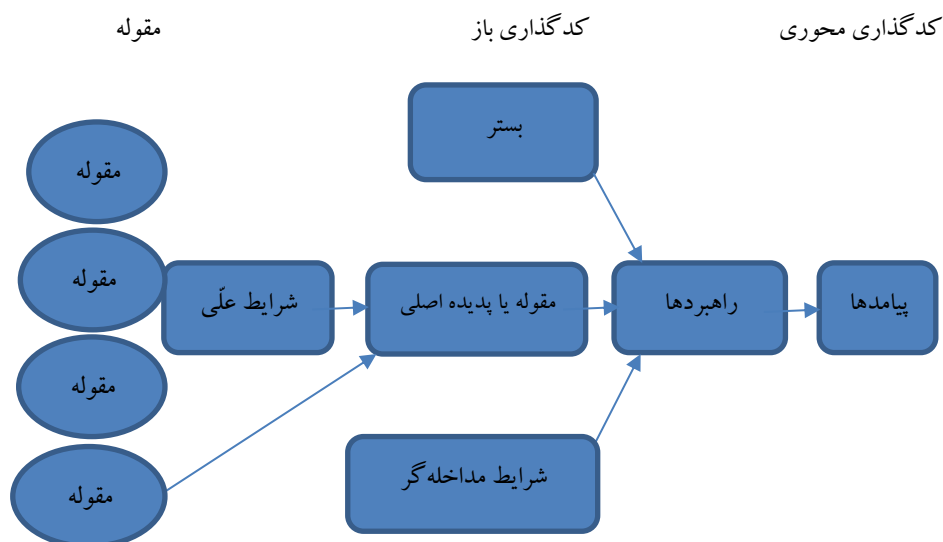 کدگذاری محوری
کدگذاری باز
مقوله
بستر
مقوله
مقوله
شرایط علّی
مقوله یا پدیده اصلی
راهبردها
پیامدها
مقوله
شرایط مداخله‌گر
مقوله